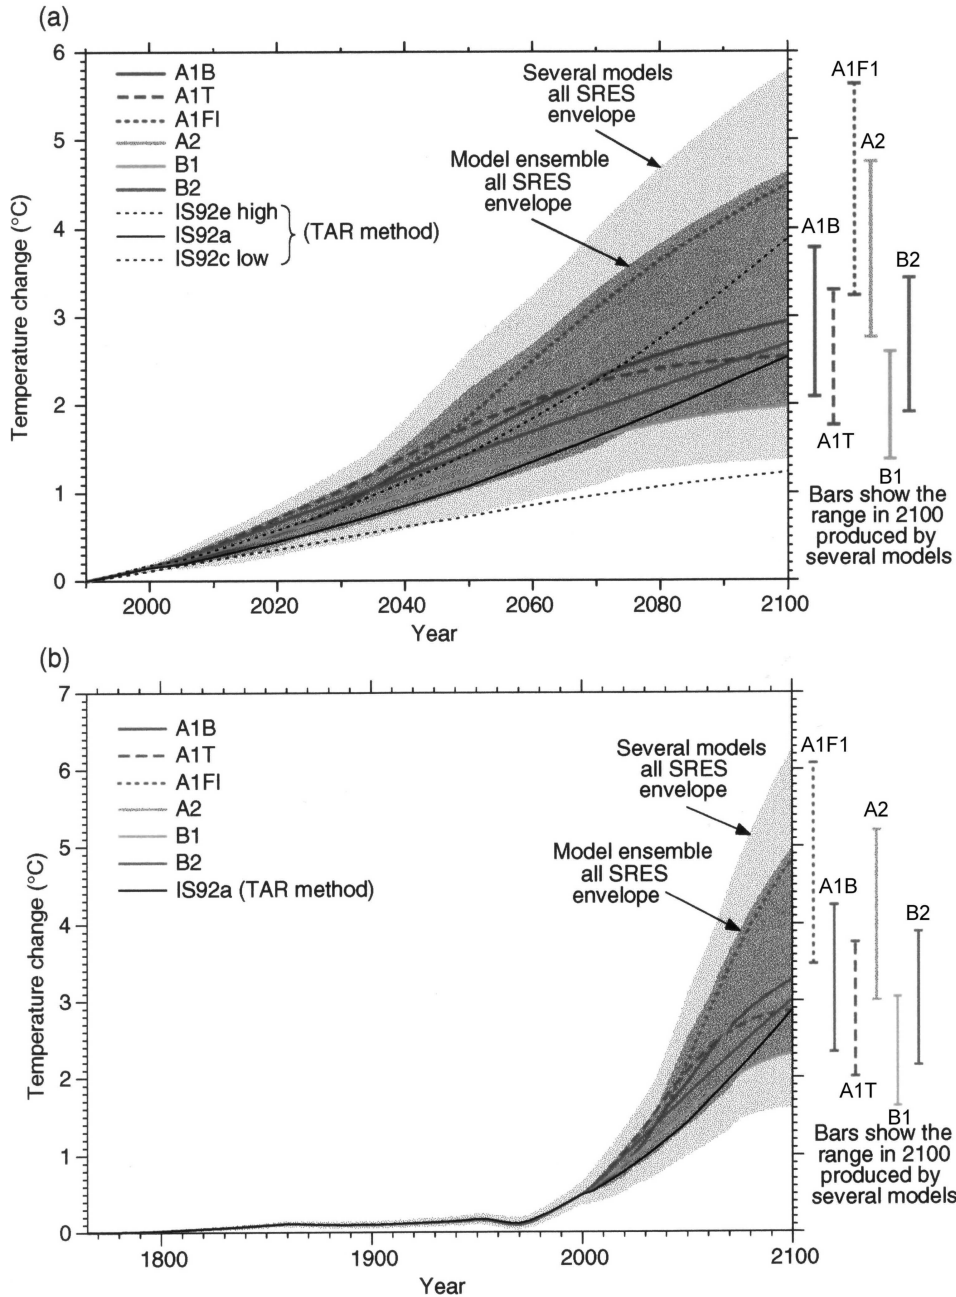 (a)
6
5
4
3
2
1
0
Temperature change (°C)
A1B
A1T
A1FI
A2
B1
B2
IS92e high
IS92a
IS92c low
(TAR method)
Several models
all SRES
envelope
Model ensemble
all SRES
envelope
2000
2020
2040
2060
2080
2100
Year
A1F1
A2
A1B
B2
A1T
B1
Bars show the
range in 2100
produced by
several models
(b)
7
6
5
4
3
2
1
0
Temperature change (°C)
A1B
A1T
A1FI
A2
B1
B2
IS92a (TAR method)
Several models
all SRES
envelope
Model ensemble
all SRES
envelope
1800
1900
2000
2100
Year
A1F1
A2
A1B
B2
A1T
B1
Bars show the
range in 2100
produced by
several models